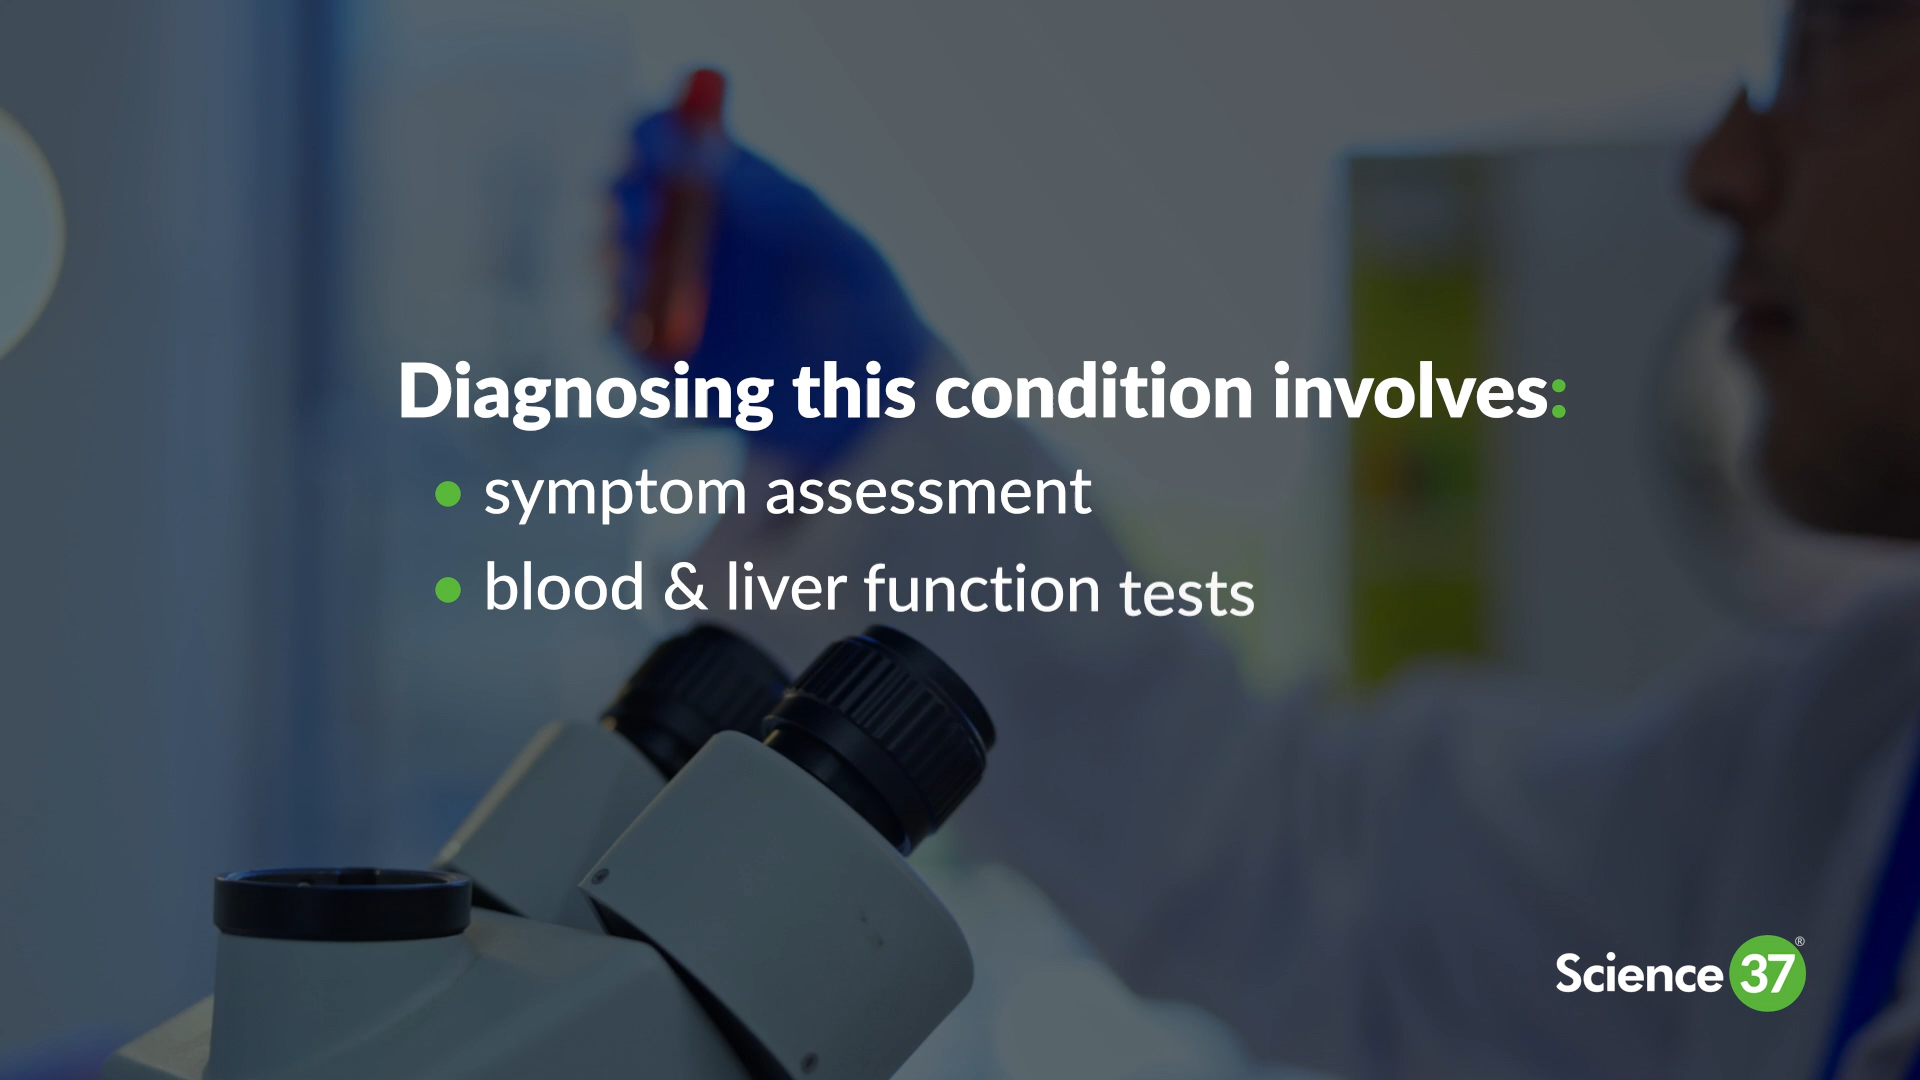 Diagnosing this condition involves:
• symptom assessment
• blood & liver function tests
Science 37®